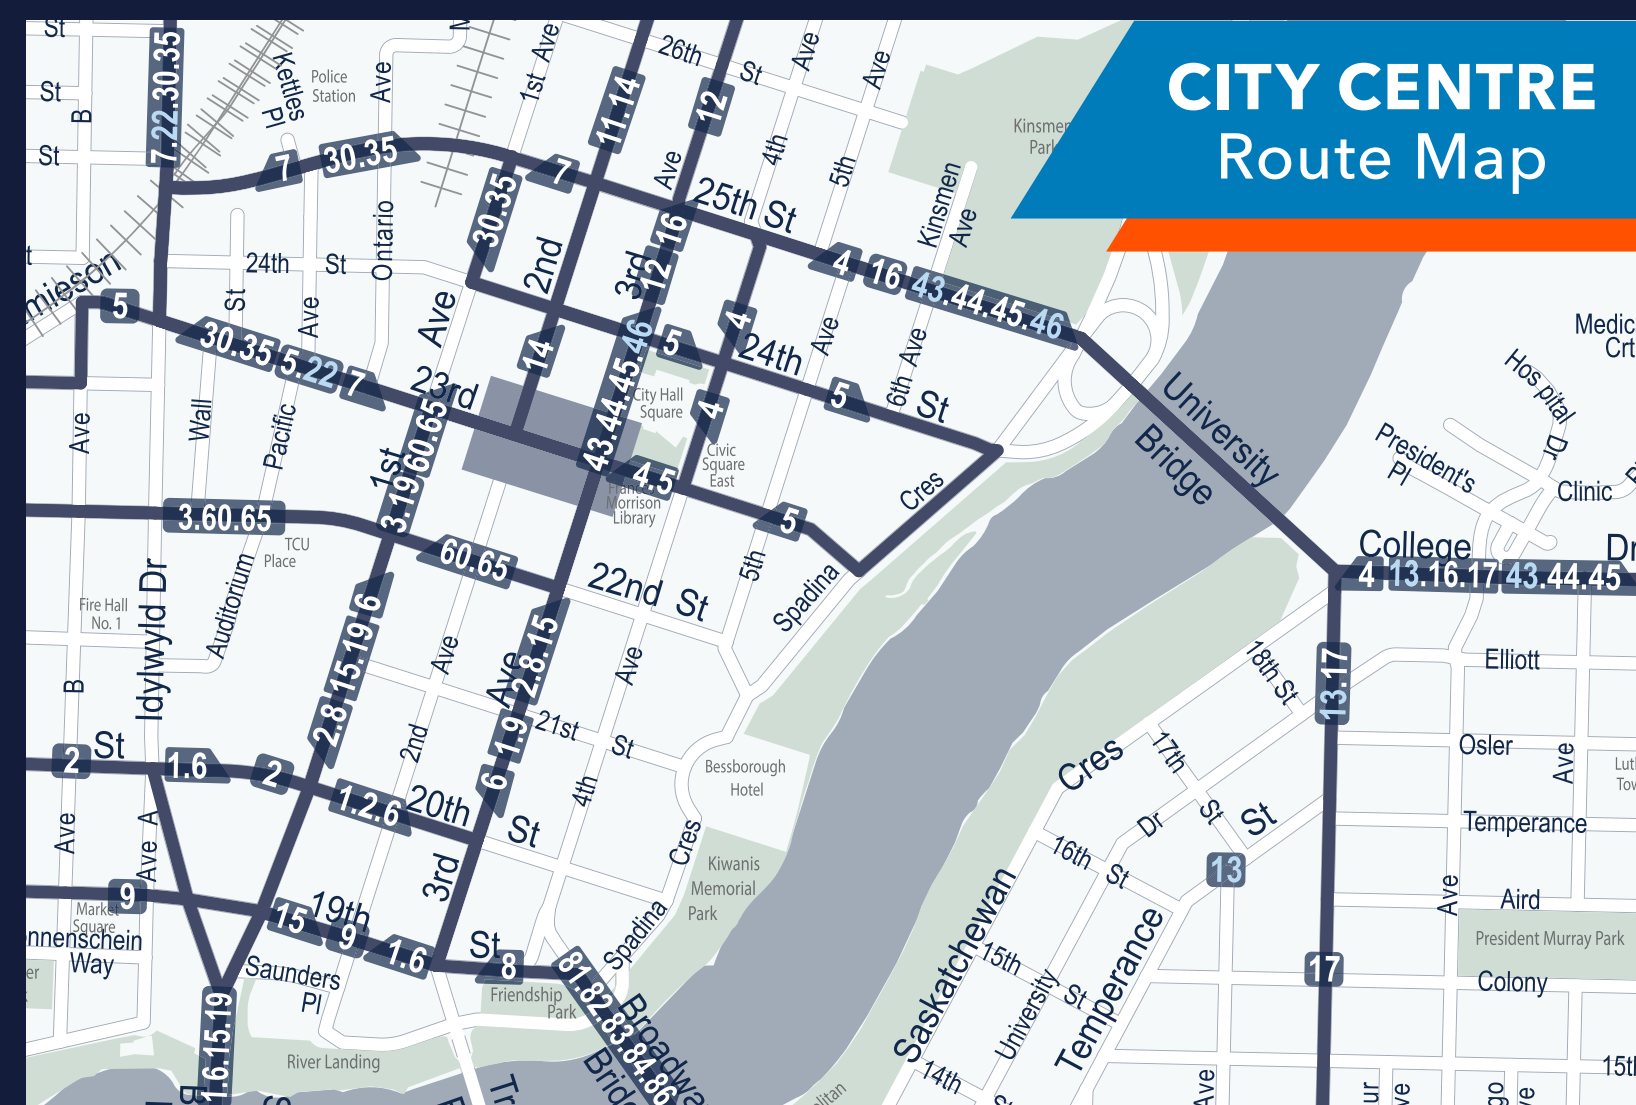 CITY CENTRE
Route Map
St
7.22.30.35
Kettles
Pl
Police
Station
Ave
1st Ave
11.14
26th St
12
Ave
Ave
St
B
St
7
30.35
7
Ave
4th
5th
Kinsmen
Ave
30.35
25th St
16
12
24th St
Ontario
2nd
3rd
4
16
43.44.45.46
St
Ave
5
30.35
5.22
7
Ave
14
43.44.45.46
5
4
24th
St
Ave
6th Ave
5
University
Bridge
Hospital
Dr
President's
Pl
Clinic
23rd
City Hall
Square
4
Civic
Square
East
Ave
Wall
Pacific
1st
3.19.60.65
4.5
Morrison
Library
5
Cres
3.60.65
TCU
Place
60.65
22nd St
5th
Spadina
College
Dr
4
13.16.17
43.44.45
Idylwyld Dr
Auditorium
Fire Hall
No. 1
6
15.19
2.8
Ave
Ave
2.8.15
Ave
13.17
18th St
Elliott
B
21st St
2nd
1.9
6
4th
Bessborough
Hotel
17th St
Osler
Ave
2
St
1.6
2
1.2.6
20th
St
Cres
Dr
St
Temperance
Ave
Ave A
3rd
Cres
Kiwanis
Memorial
Park
16th St
13
9
Market
Square
15
19th
9
1.6
St
8
Spadina
Saskatchewan
Temperance
Ave
Aird
President Murray Park
Way
Saunders
Pl
Friendship
Park
81.82.83.84.86
15th St
University
17
Colony
1.6.15.19
River Landing
14th
Ave